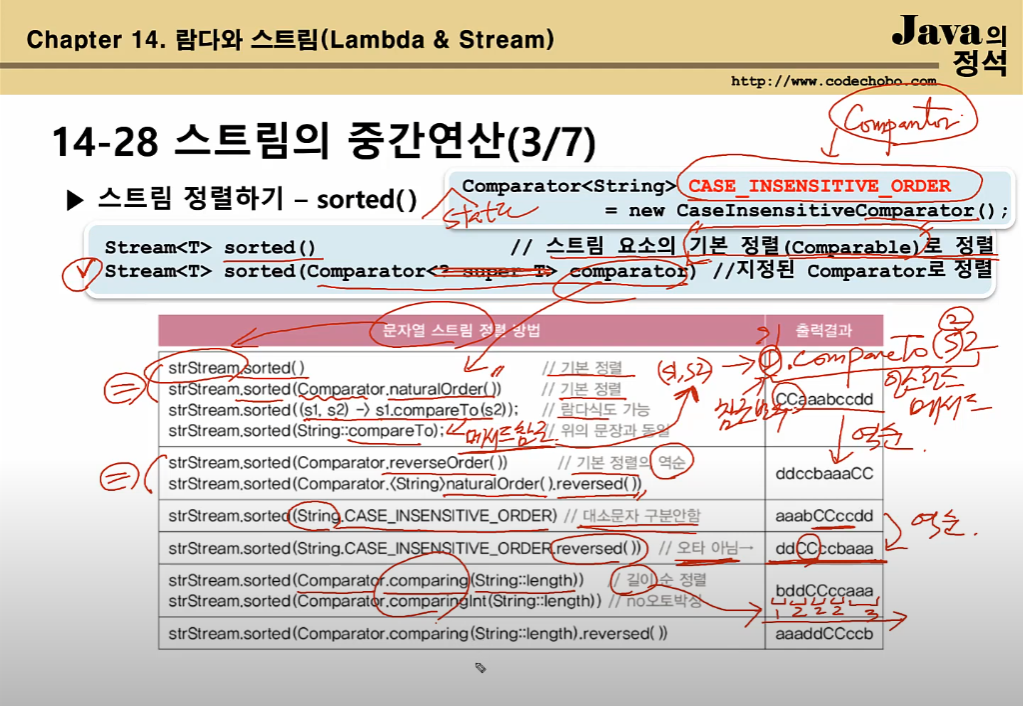 Chapter 14. 람다와 스트림(Lambda & Stream)
Java의
정석
http://www.codechobo.com
14-28 스트림의 중간연산(3/7)
Comparator
▶ 스트림 정렬하기 – sorted()
Comparator<String> CASE_INSENSITIVE_ORDER
= new CaseInsensitiveComparator();
static
Stream<T> sorted() // 스트림 요소의 기본 정렬(Comparable)로 정렬
Stream<T> sorted(Comparator<? super T> comparator) //지정된 Comparator로 정렬
문자열 스트림 정렬 방법 출력결과
strStream.sorted() // 기본 정렬
strStream.sorted(Comparator.naturalOrder()) // 기본 정렬
strStream.sorted((s1, s2) -> s1.compareTo(s2)); // 람다식도 가능
strStream.sorted(String::compareTo); // 위의 문장과 동일
CCaaabccdd
(s1,s2) → ①.compareTo(s2)
②
인스턴스
메서드
참조변수
메서드참조
역순
strStream.sorted(Comparator.reverseOrder()) // 기본 정렬의 역순
strStream.sorted(Comparator.<String>naturalOrder().reversed())
ddccbaaaCC
strStream.sorted(String.CASE_INSENSITIVE_ORDER) // 대소문자 구분안함 aaabCCccdd
strStream.sorted(String.CASE_INSENSITIVE_ORDER.reversed()) // 오타 아님→ ddCCccbaaa
역순.
strStream.sorted(Comparator.comparing(String::length)) // 길이 순 정렬
strStream.sorted(Comparator.comparingInt(String::length)) // no오토박싱
bddCCccaaa
1 2 2 2 3
strStream.sorted(Comparator.comparing(String::length).reversed()) aaaddCCccb